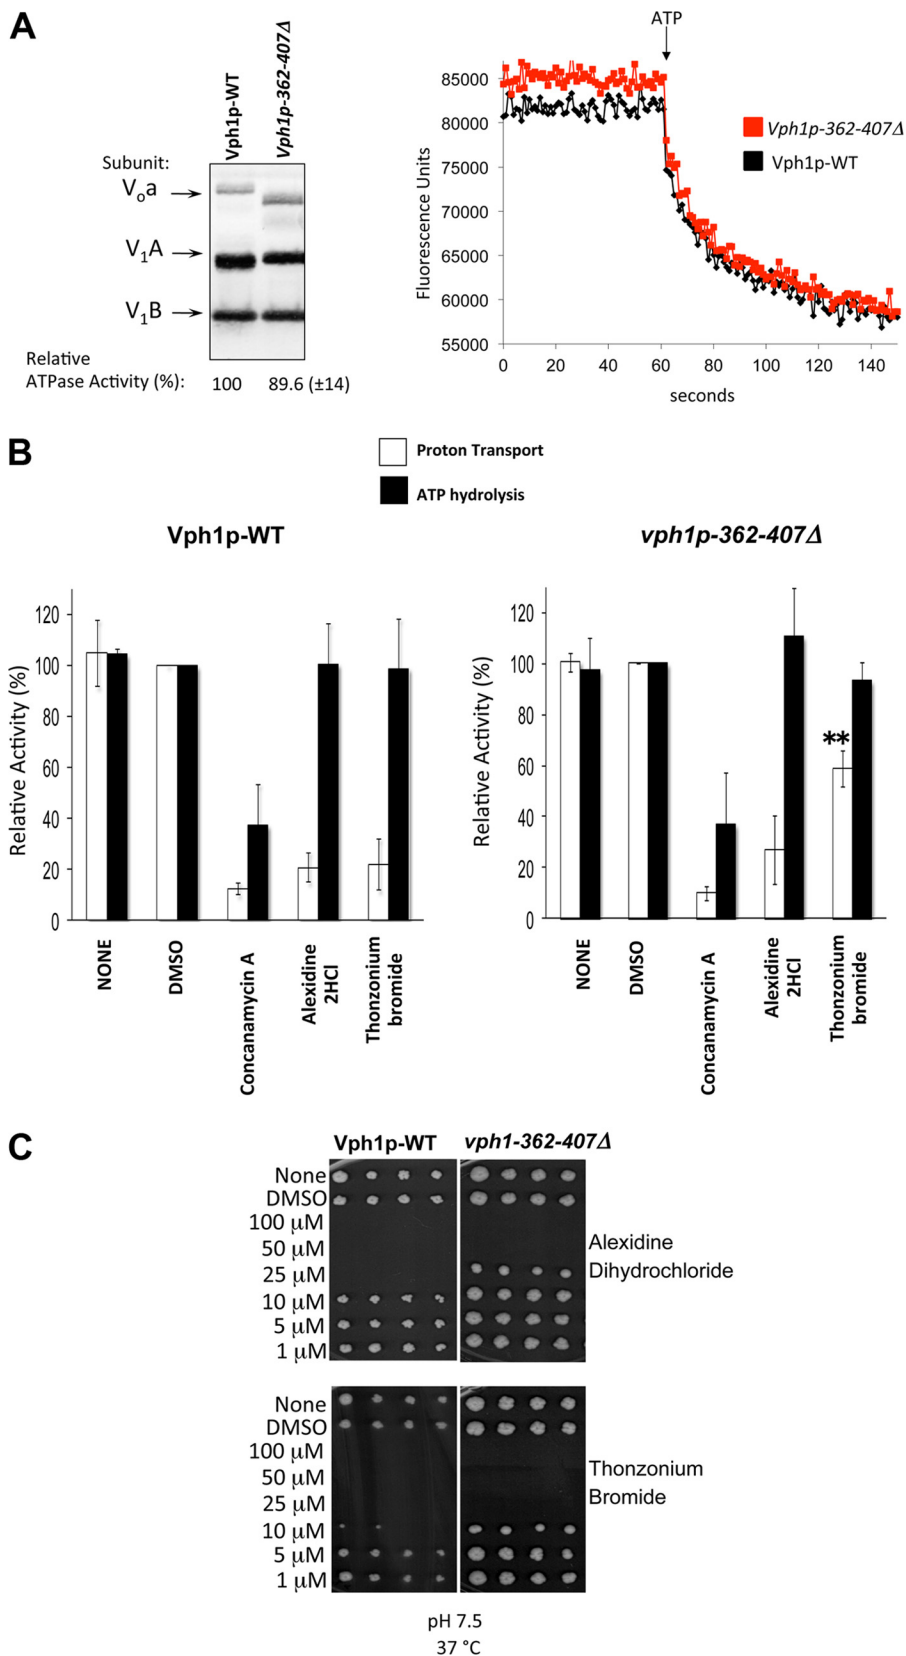 A
Vph1p-WT
Vph1p-362-407Δ
Subunit:
Voa
V1A
V1B
Relative
ATPase Activity (%): 100 89.6 (±14)
ATP
Fluorescence Units
85000
80000
75000
70000
65000
60000
55000
Vph1p-362-407Δ
Vph1p-WT
0 20 40 60 80 100 120 140
seconds
B
Proton Transport
ATP hydrolysis
Vph1p-WT
Relative Activity (%)
120
100
80
60
40
20
0
NONE
DMSO
Concanamycin A
Alexidine
2HCl
Thonzonium
bromide
vph1p-362-407Δ
Relative Activity (%)
120
100
80
60
40
20
0
**
NONE
DMSO
Concanamycin A
Alexidine
2HCl
Thonzonium
bromide
C
Vph1p-WT vph1-362-407Δ
None
DMSO
100 µM
50 µM
25 µM
10 µM
5 µM
1 µM
Alexidine
Dihydrochloride
None
DMSO
100 µM
50 µM
25 µM
10 µM
5 µM
1 µM
Thonzonium
Bromide
pH 7.5
37 °C